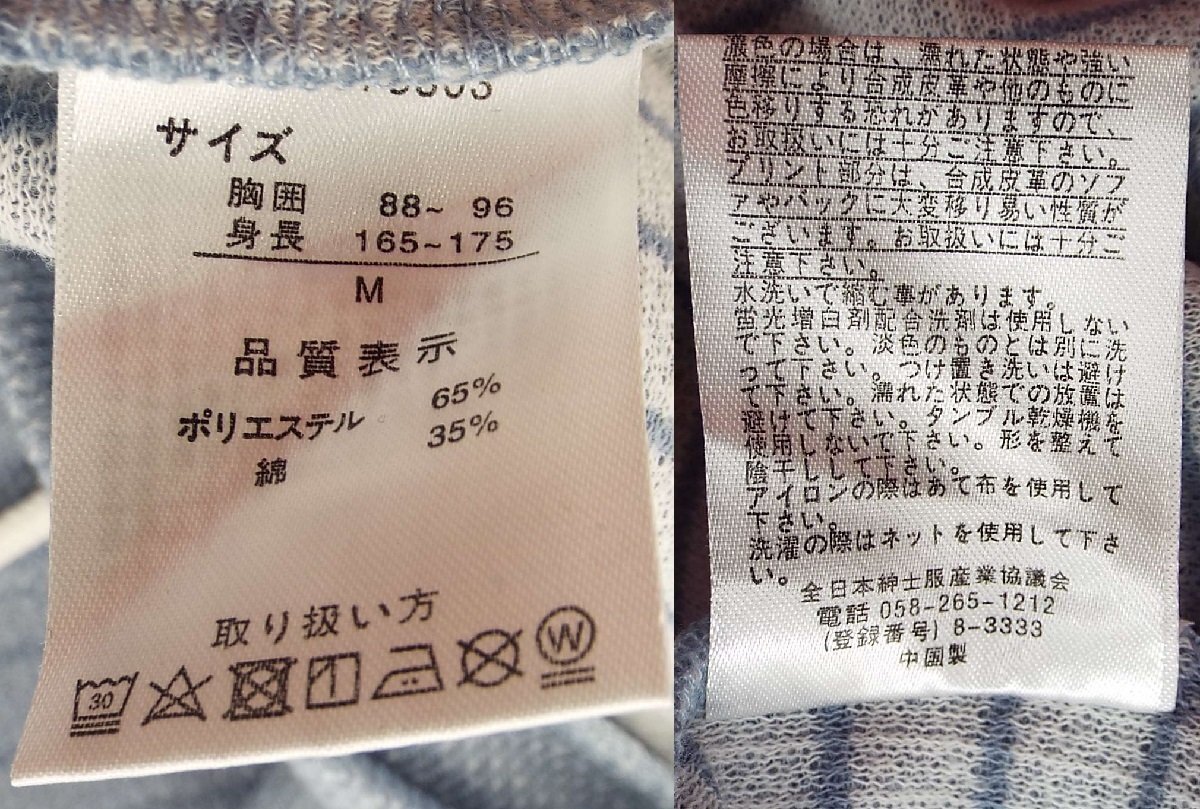 サイズ
胸囲 88~ 96
身長 165~175
M
品質表示
ポリエステル 65%
綿 35%
取り扱い方
30
W
濃色の場合は、濡れた状態や強い
摩擦により合成皮革や他のものに
色移りする恐れがありますので、
お取扱いには十分ご注意下さい。
プリント部分は、合成皮革のソフ
ァやバックに大変移り易い性質が
ございます。お取扱いには十分ご
注意下さい。
水洗いで縮む事があります。
蛍光増白剤配合洗剤は使用しない
で下さい。淡色のものとは別に洗
って下さい。つけ置き洗いは避け
て下さい。濡れた状態での放置は
避けて下さい。タンブル乾燥機を
使用しないで下さい。形を整えて
陰干しして下さい。
アイロンの際はあて布を使用して
下さい。
洗濯の際はネットを使用して下さ
い。
全日本紳士服産業協議会
電話 058-265-1212
(登録番号) 8-3333
中國製